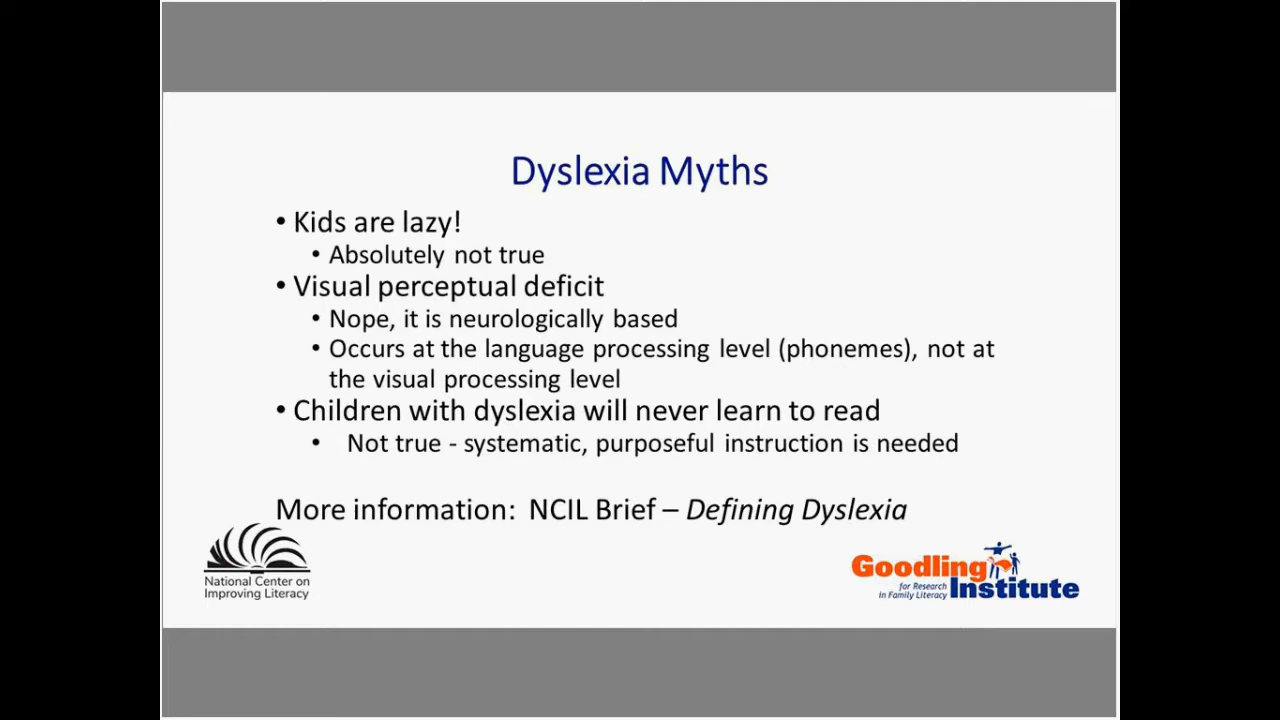 Dyslexia Myths
• Kids are lazy!
• Absolutely not true
• Visual perceptual deficit
• Nope, it is neurologically based
• Occurs at the language processing level (phonemes), not at
the visual processing level
• Children with dyslexia will never learn to read
• Not true - systematic, purposeful instruction is needed
More information: NCIL Brief – Defining Dyslexia
National Center on
Improving Literacy
Goodling
for Research
in Family Literacy
Institute